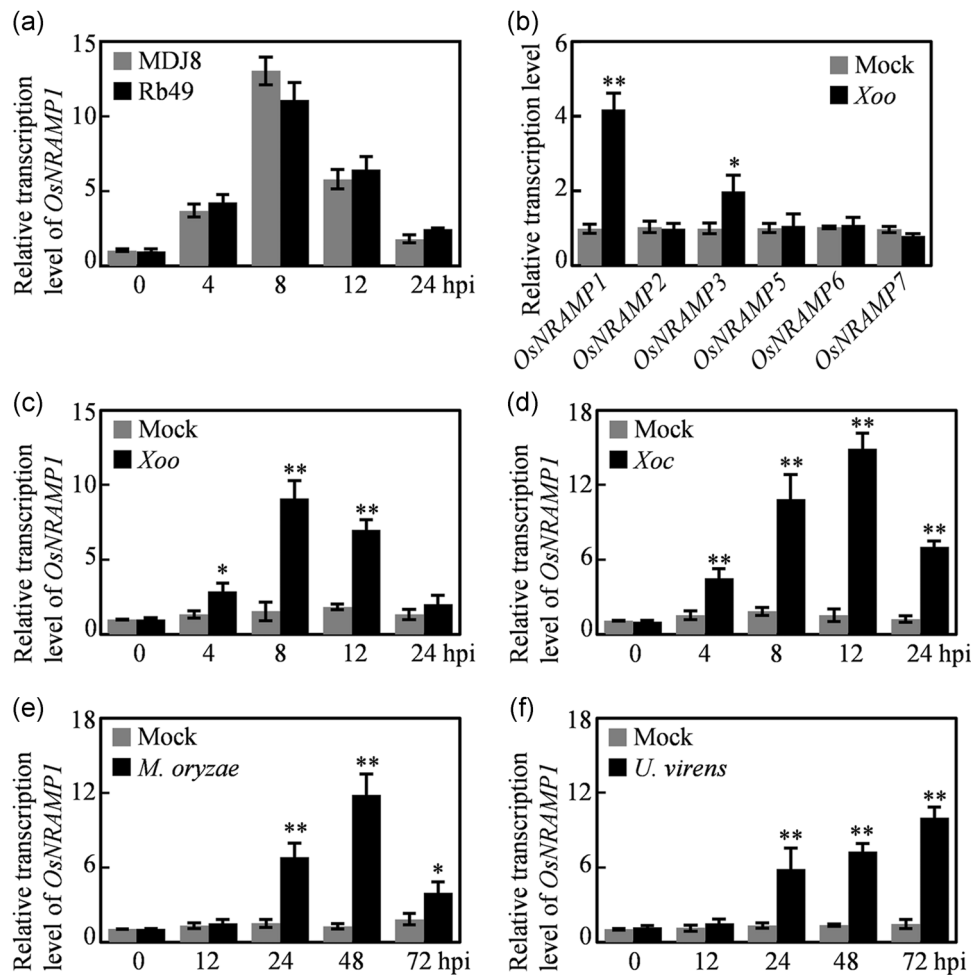 (a)
Relative transcription
level of OsNRAMP1
15
10
5
0
MDJ8
Rb49
0 4 8 12 24 hpi
(b)
Relative transcription level
6
4
2
0
Mock
Xoo
**
*
OsNRAMP1
OsNRAMP2
OsNRAMP3
OsNRAMP5
OsNRAMP6
OsNRAMP7
(c)
Relative transcription
level of OsNRAMP1
15
10
5
0
Mock
Xoo
*
**
**
0 4 8 12 24 hpi
(d)
Relative transcription
level of OsNRAMP1
18
12
6
0
Mock
Xoc
**
**
**
**
0 4 8 12 24 hpi
(e)
Relative transcription
level of OsNRAMP1
18
12
6
0
Mock
M. oryzae
**
**
*
0 12 24 48 72 hpi
(f)
Relative transcription
level of OsNRAMP1
18
12
6
0
Mock
U. virens
**
**
**
0 12 24 48 72 hpi